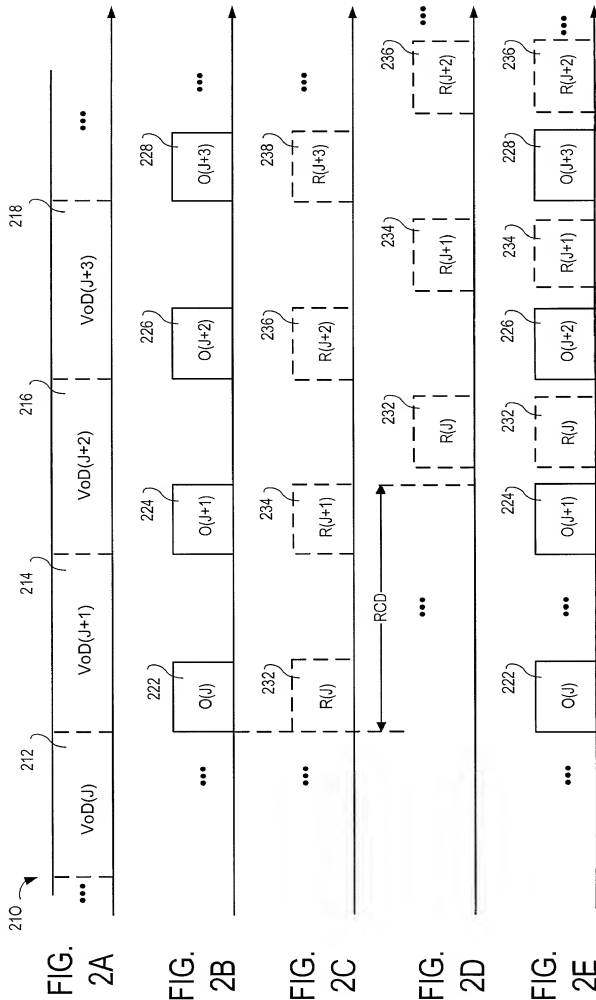 210
212
214
216
218
FIG. 2A
••• VoD(J) VoD(J+1) VoD(J+2) VoD(J+3) •••
222
224
226
228
FIG. 2B
••• O(J) O(J+1) O(J+2) O(J+3) •••
232
234
236
238
FIG. 2C
••• R(J) R(J+1) R(J+2) R(J+3) •••
RCD
232
234
236
FIG. 2D
••• R(J) R(J+1) R(J+2) •••
222
224
232
226
234
228
236
FIG. 2E
••• O(J) ••• O(J+1) R(J) O(J+2) R(J+1) O(J+3) R(J+2) •••